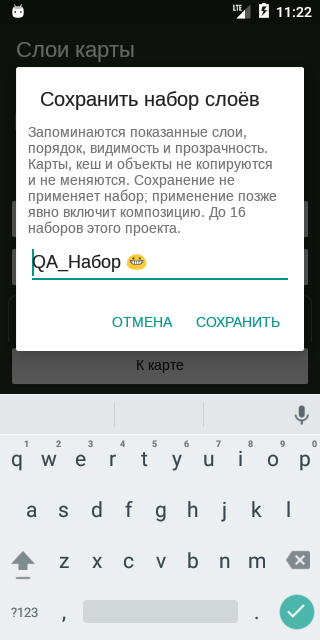 LTE 11:22
Слои карты
Сохранить набор слоёв
Запоминаются показанные слои,
порядок, видимость и прозрачность.
Карты, кеш и объекты не копируются
и не меняются. Сохранение не
применяет набор; применение позже
явно включит композицию. До 16
наборов этого проекта.
QA_Набор 😂
ОТМЕНА СОХРАНИТЬ
К карте
1 2 3 4 5 6 7 8 9 0
q w e r t y u i o p
a s d f g h j k l
z x c v b n m
?123 , .